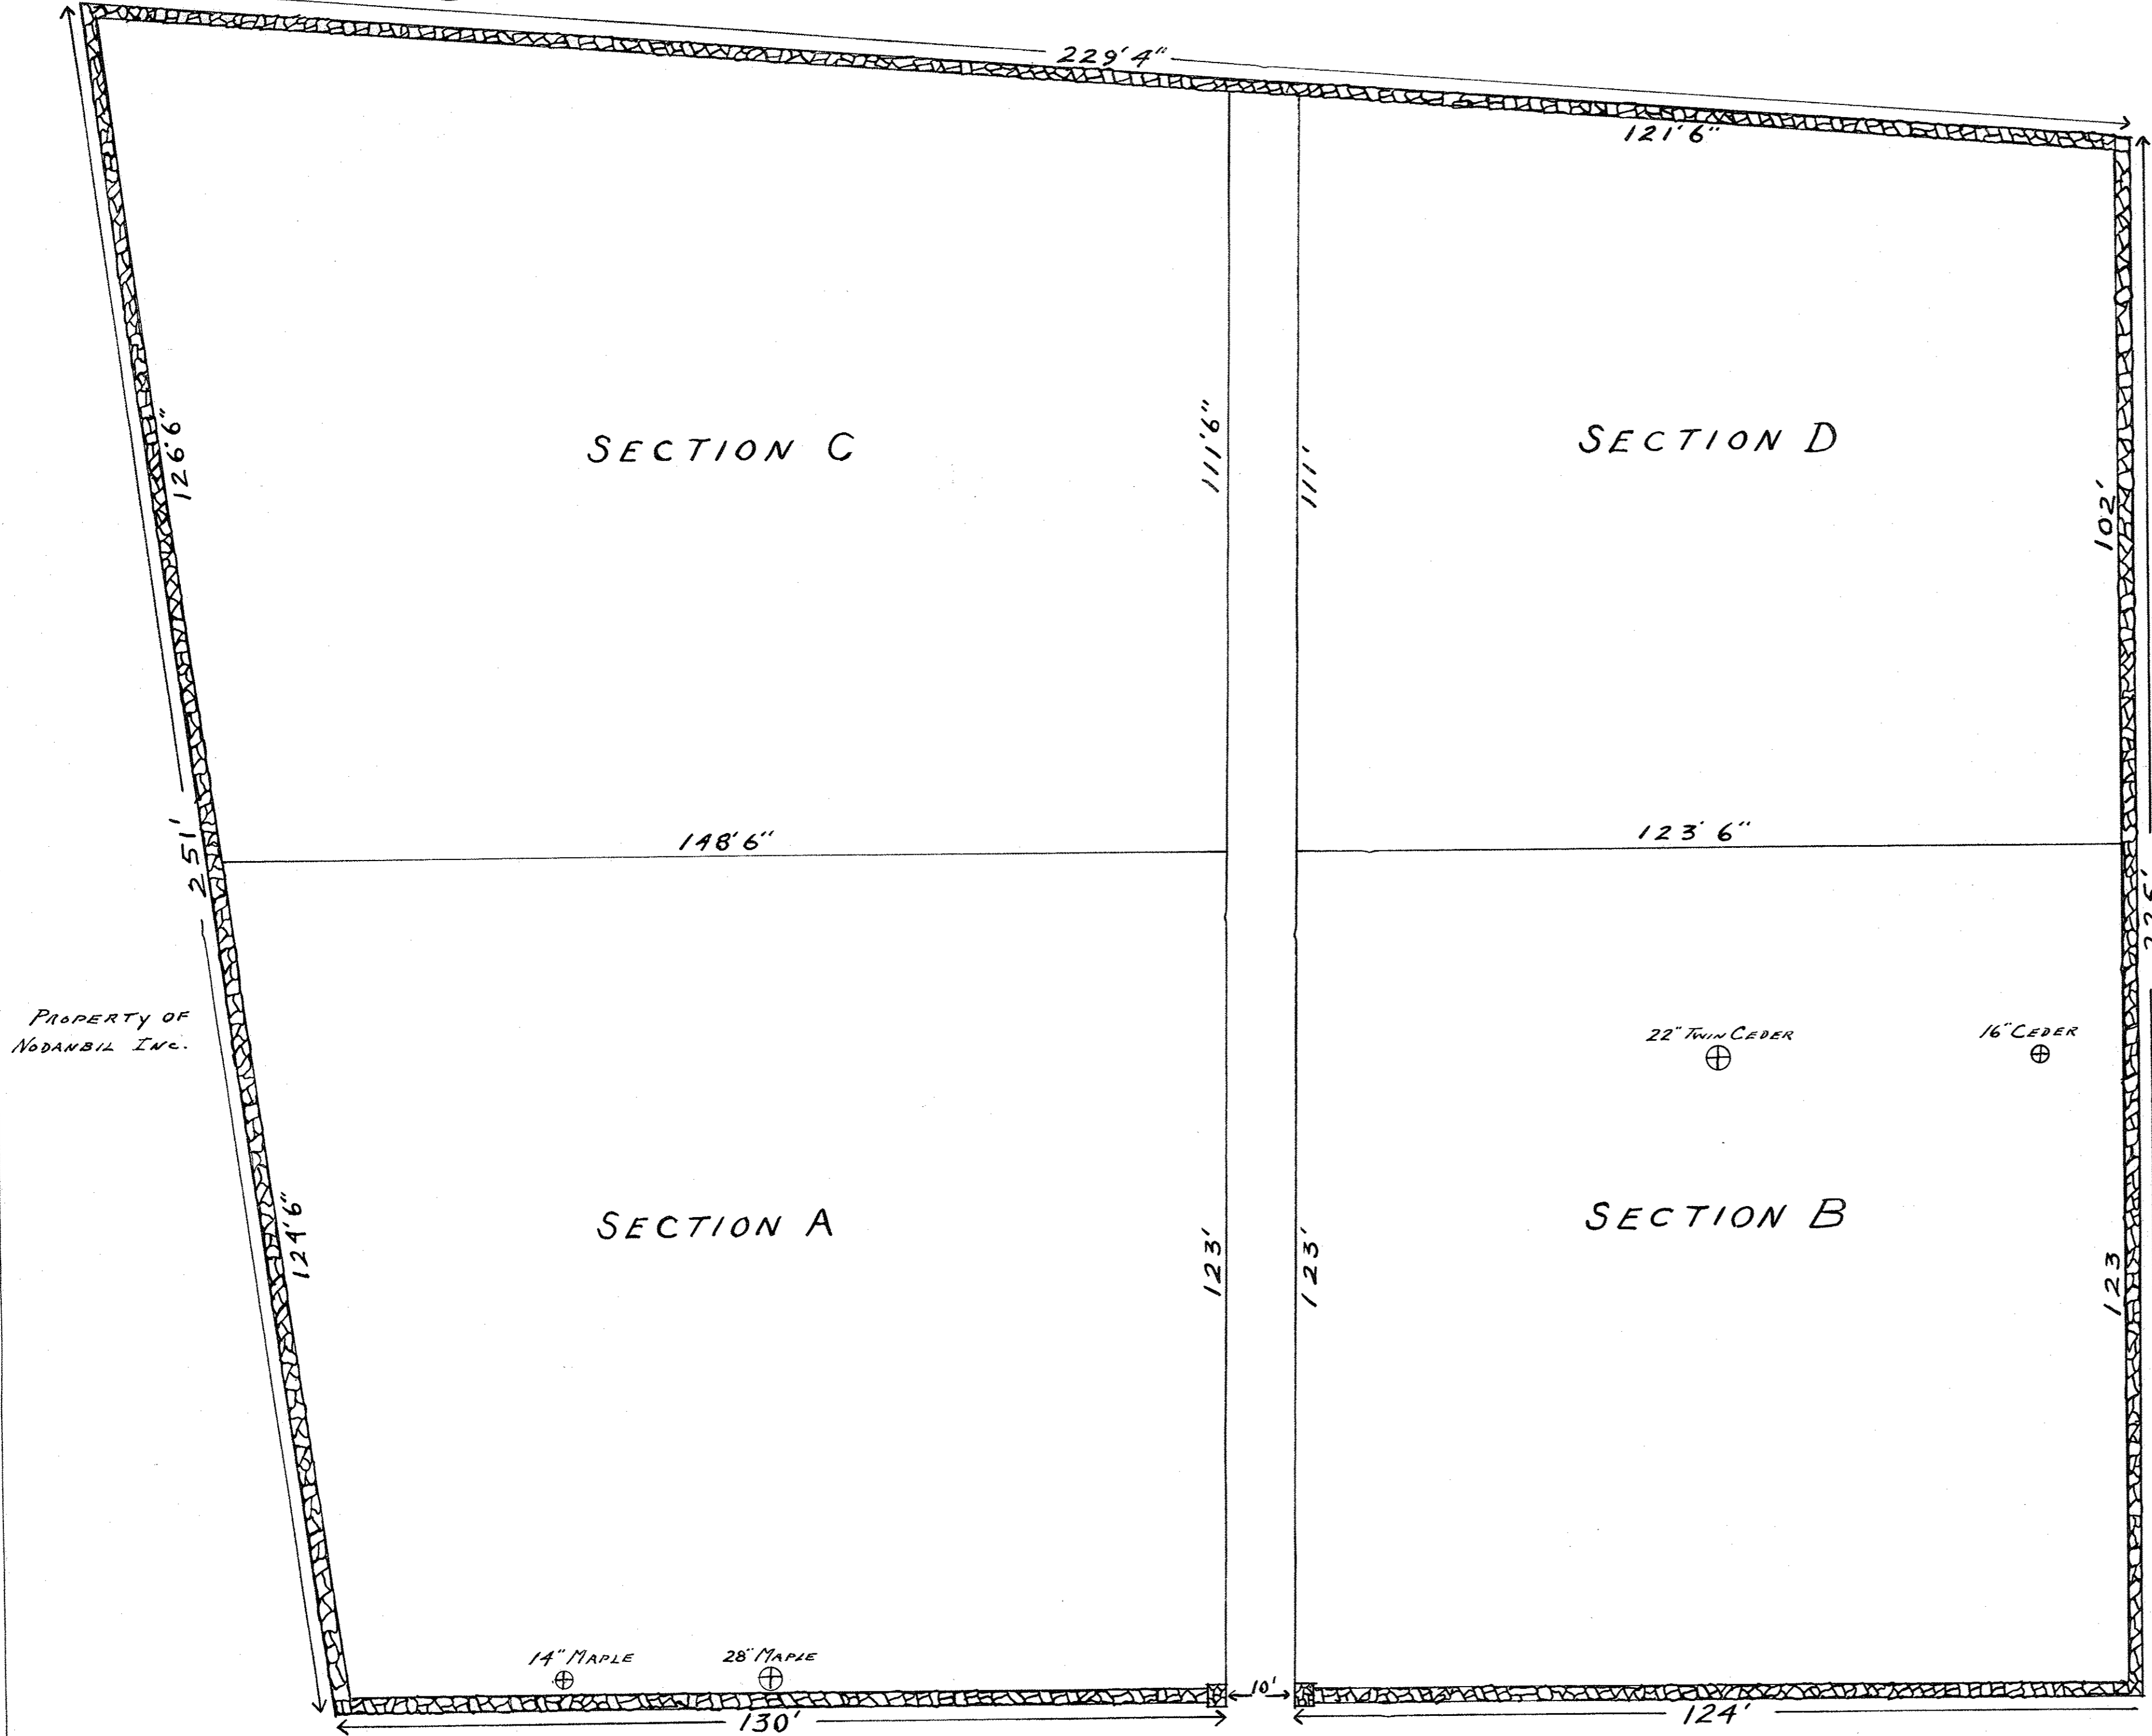 229'4"
121'6"
126'6"
SECTION C
111'6"
111'
SECTION D
102'
148'6"
123' 6"
251'
PROPERTY OF
NODANBIL INC.
22" TWIN CEDER
16" CEDER
124'6"
SECTION A
123'
123'
SECTION B
123
14" MAPLE
28" MAPLE
10'
130'
124'